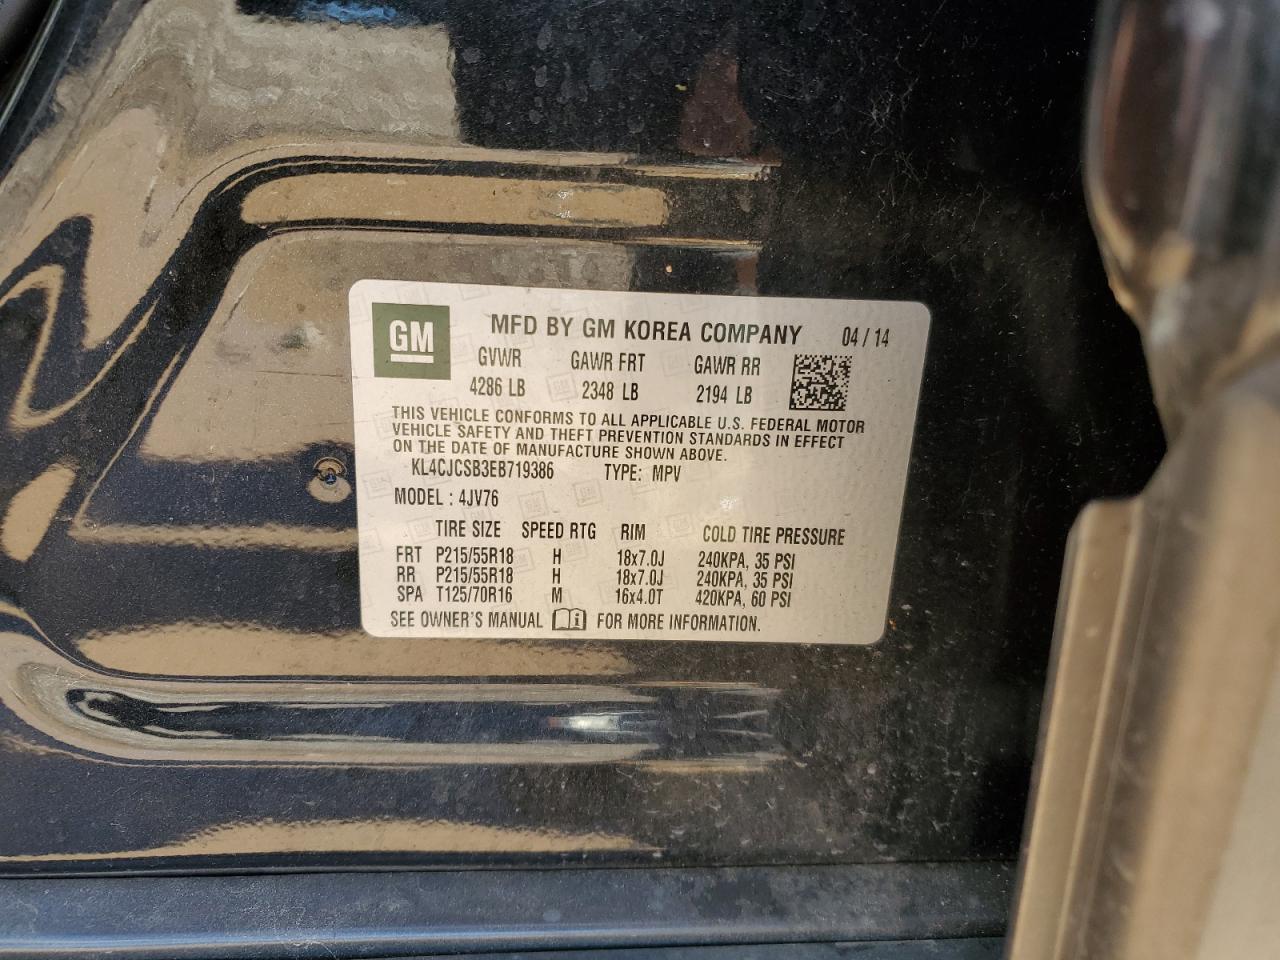 GM MFD BY GM KOREA COMPANY 04 / 14
GVWR GAWR FRT GAWR RR
4286 LB 2348 LB 2194 LB
THIS VEHICLE CONFORMS TO ALL APPLICABLE U.S. FEDERAL MOTOR
VEHICLE SAFETY AND THEFT PREVENTION STANDARDS IN EFFECT
ON THE DATE OF MANUFACTURE SHOWN ABOVE.
KL4CJCSB3EB719386 TYPE: MPV
MODEL : 4JV76
TIRE SIZE SPEED RTG RIM COLD TIRE PRESSURE
FRT P215/55R18 H 18x7.0J 240KPA, 35 PSI
RR P215/55R18 H 18x7.0J 240KPA, 35 PSI
SPA T125/70R16 M 16x4.0T 420KPA, 60 PSI
SEE OWNER'S MANUAL FOR MORE INFORMATION.